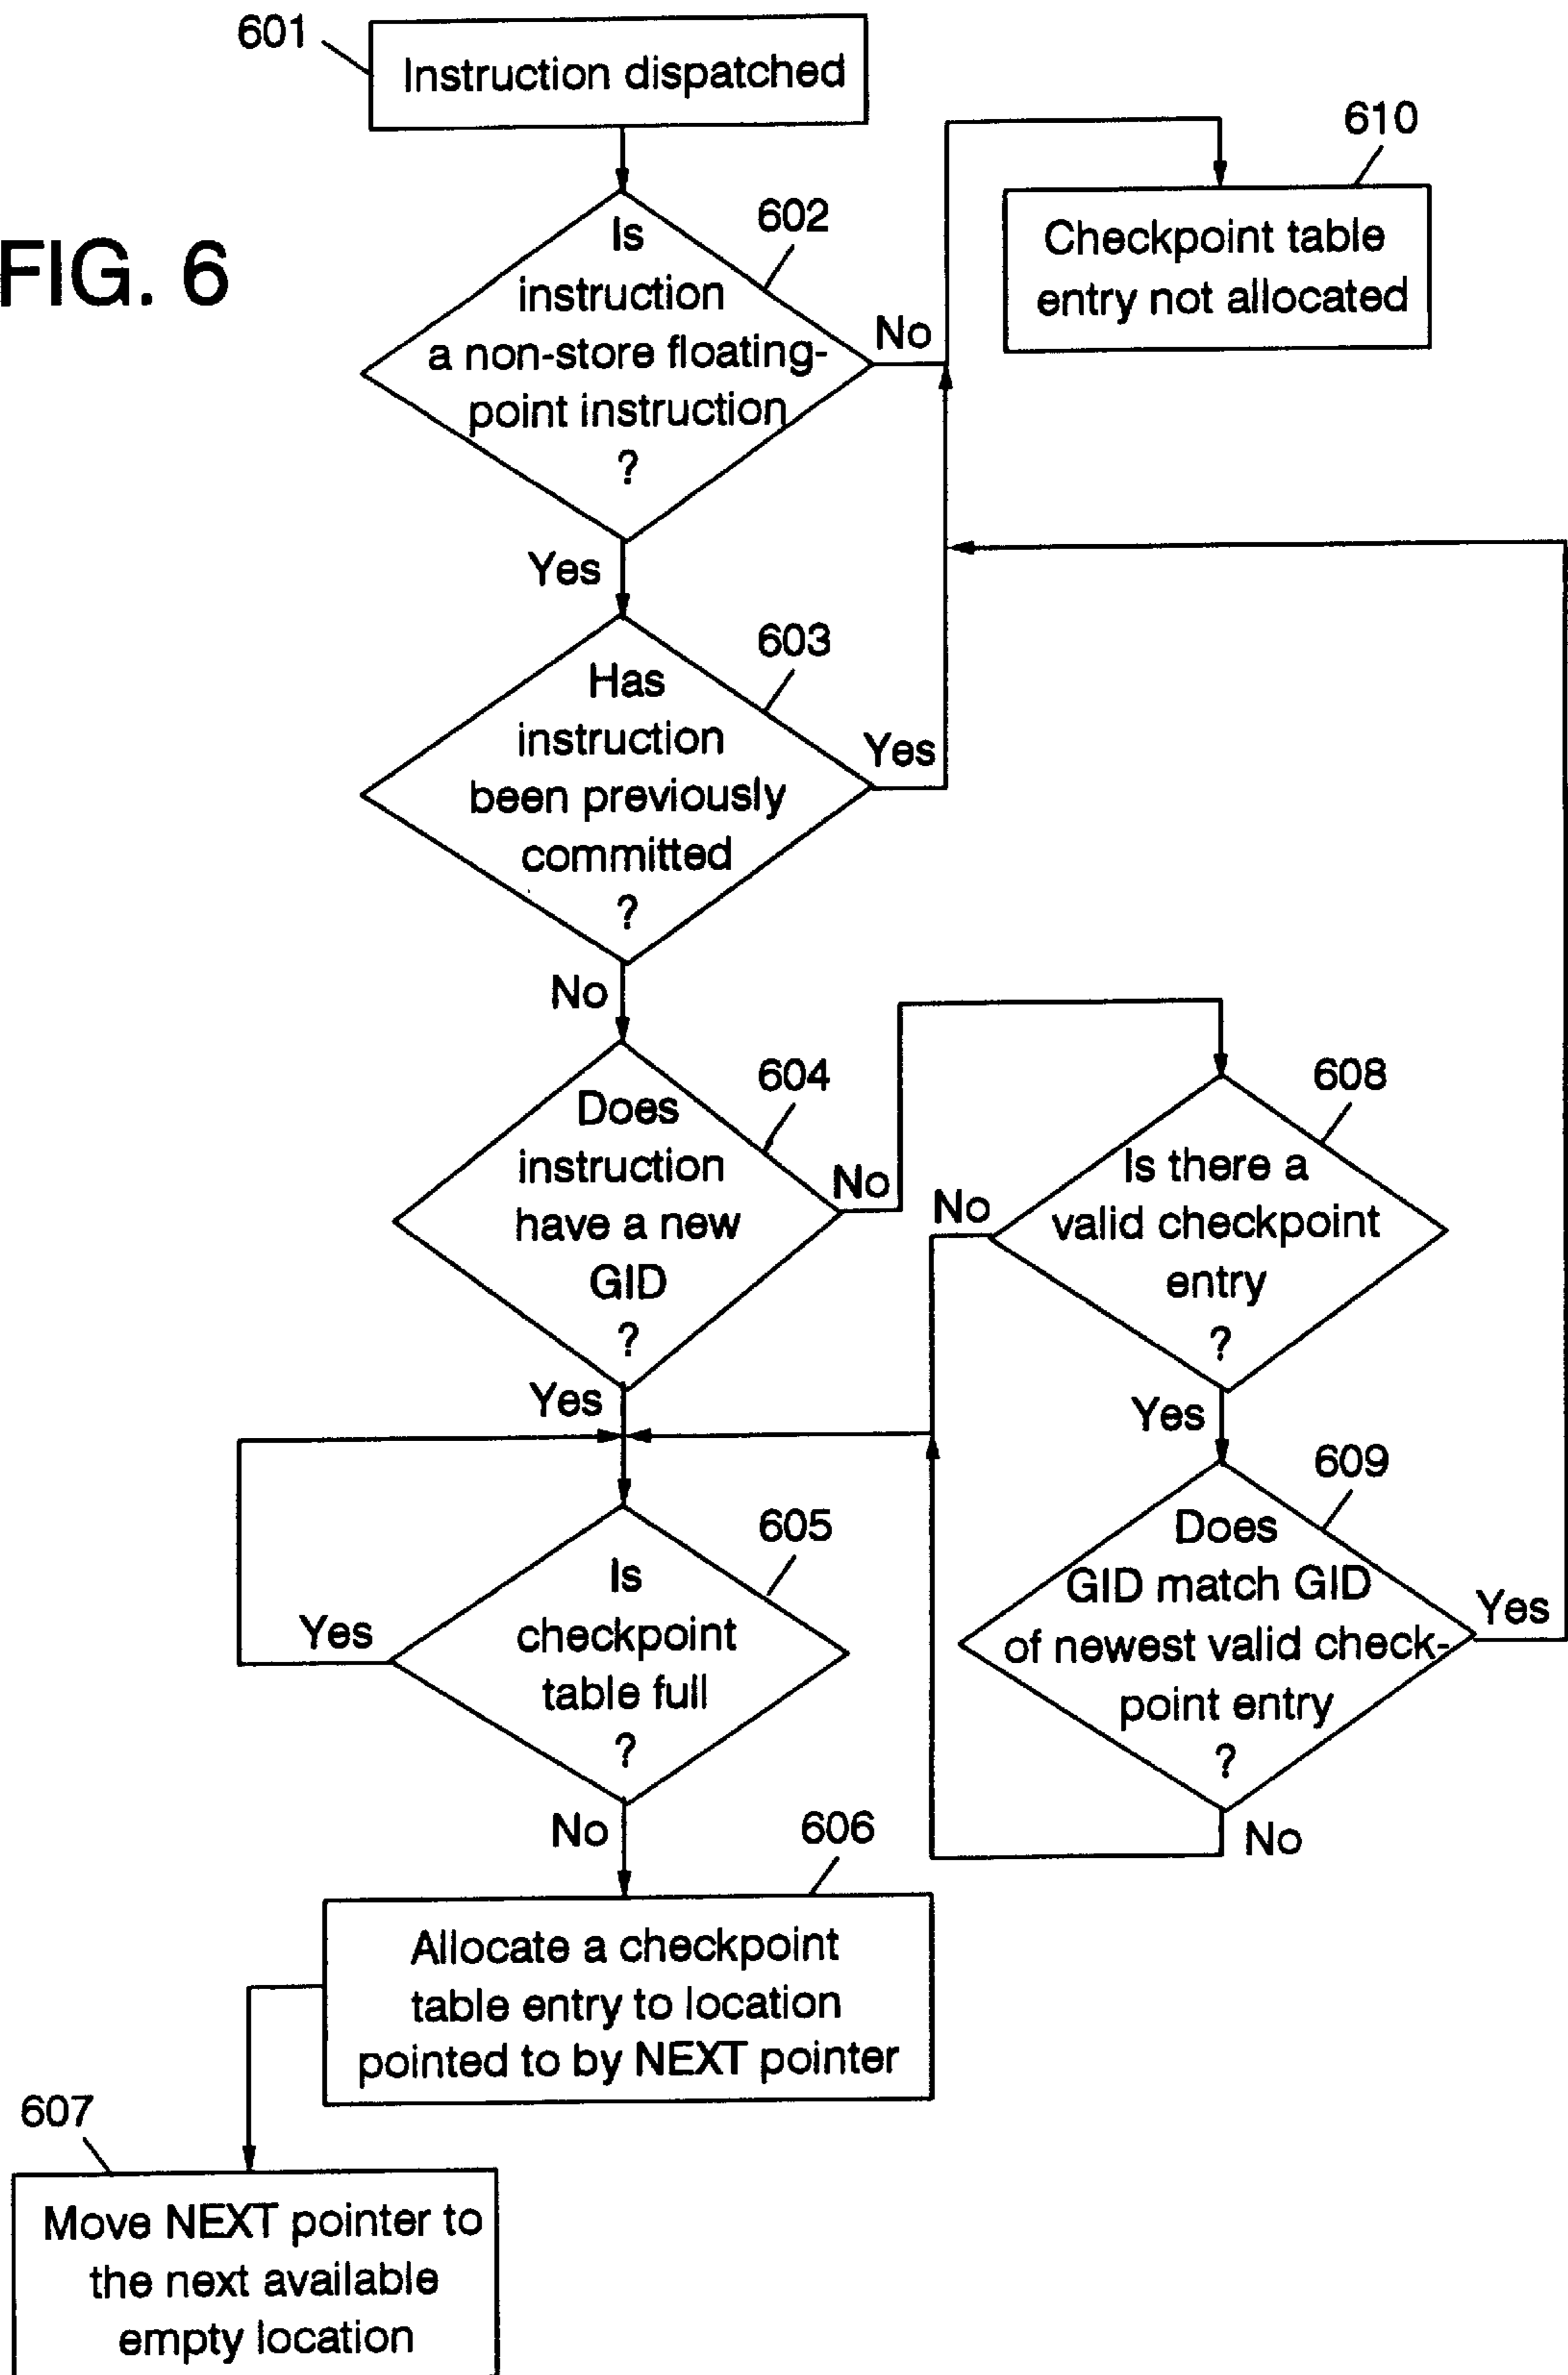 601
Instruction dispatched
610
Checkpoint table
entry not allocated
FIG. 6
602
Is
instruction
a non-store floating-
point instruction
?
No
Yes
603
Has
instruction
been previously
committed
?
Yes
No
604
Does
instruction
have a new
GID
?
No
Yes
608
Is there a
valid checkpoint
entry
?
No
Yes
609
Does
GID match GID
of newest valid check-
point entry
?
Yes
No
605
Is
checkpoint
table full
?
Yes
No
606
Allocate a checkpoint
table entry to location
pointed to by NEXT pointer
607
Move NEXT pointer to
the next available
empty location